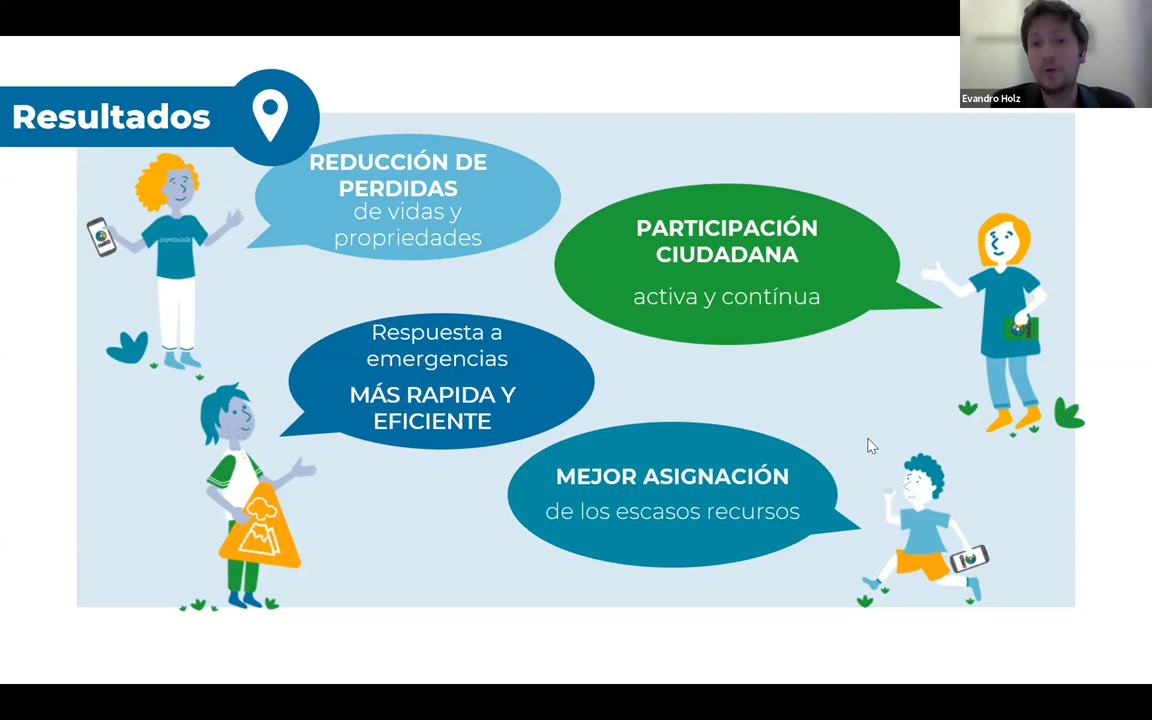 Evandro Holz
Resultados
REDUCCIÓN DE
PERDIDAS
de vidas y
propiedades
PARTICIPACIÓN
CIUDADANA
activa y contínua
Respuesta a
emergencias
MÁS RAPIDA Y
EFICIENTE
MEJOR ASIGNACIÓN
de los escasos recursos